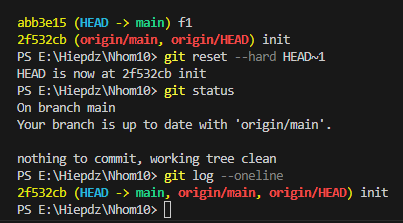 abb3e15 (HEAD -> main) f1
2f532cb (origin/main, origin/HEAD) init
PS E:\Hiepdz\Nhom10> git reset --hard HEAD~1
HEAD is now at 2f532cb init
PS E:\Hiepdz\Nhom10> git status
On branch main
Your branch is up to date with 'origin/main'.

nothing to commit, working tree clean
PS E:\Hiepdz\Nhom10> git log --oneline
2f532cb (HEAD -> main, origin/main, origin/HEAD) init
PS E:\Hiepdz\Nhom10>